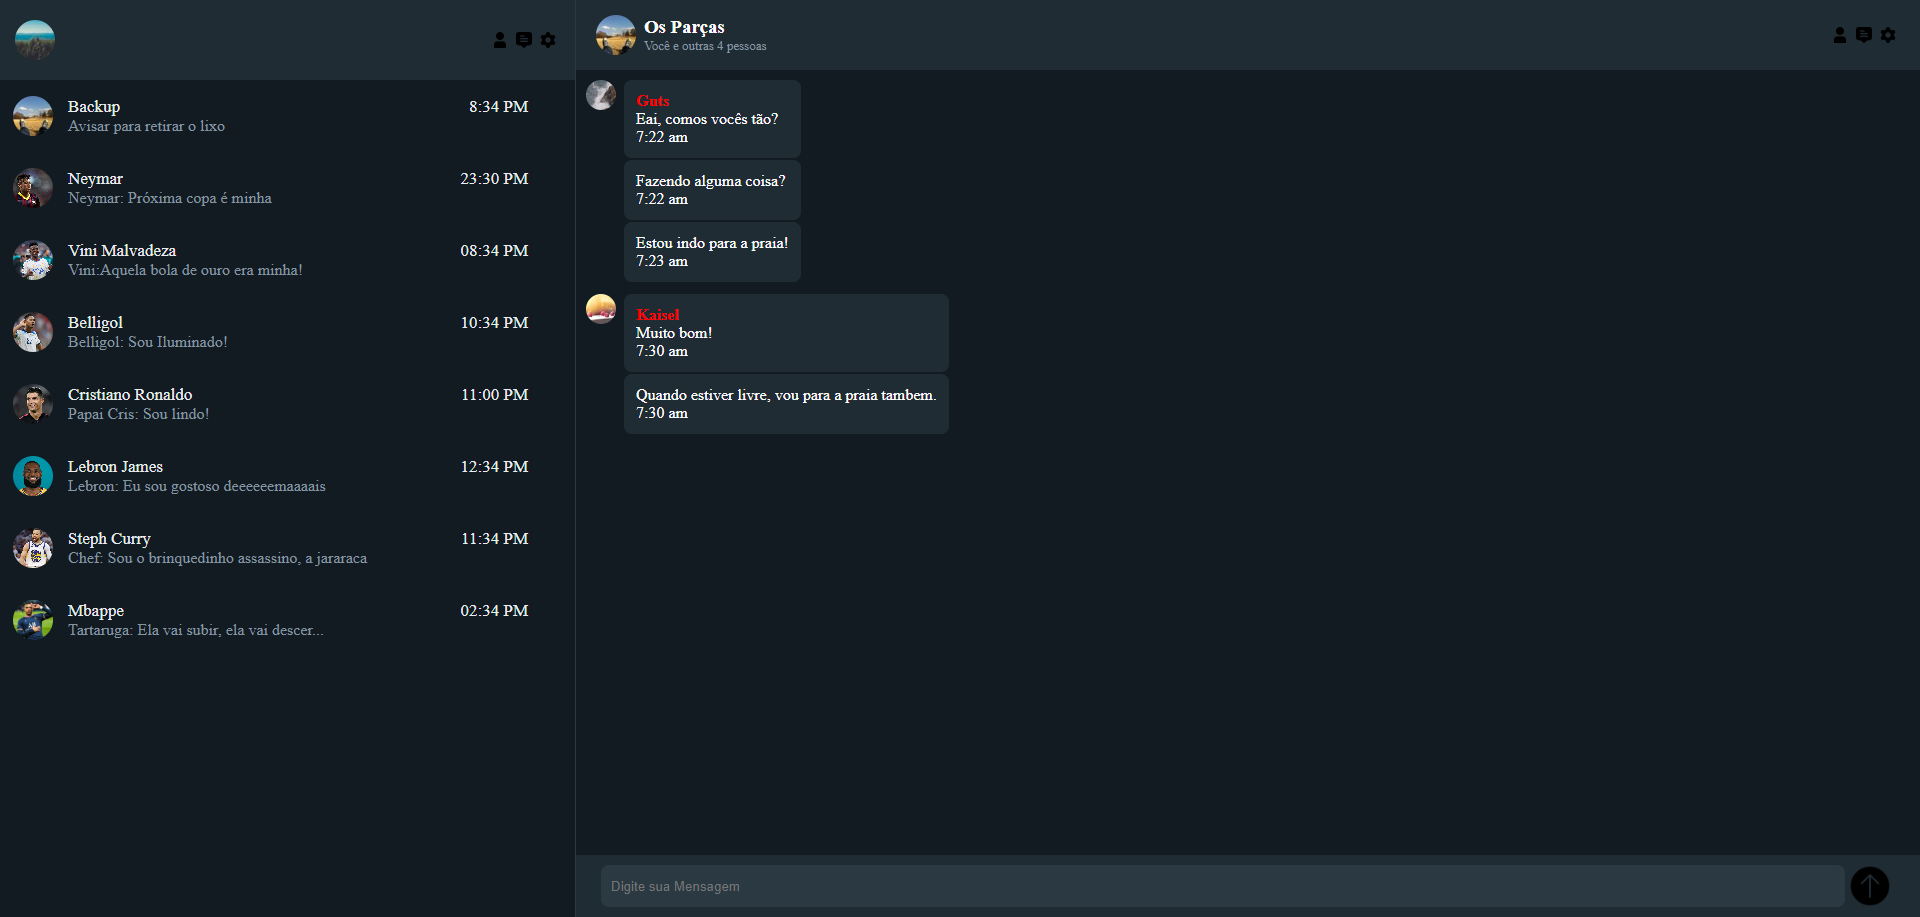 Backup
8:34 PM
Avisar para retirar o lixo
Neymar
23:30 PM
Neymar: Próxima copa é minha
Vini Malvadeza
08:34 PM
Vini:Aquela bola de ouro era minha!
Belligol
10:34 PM
Belligol: Sou Iluminado!
Cristiano Ronaldo
11:00 PM
Papai Cris: Sou lindo!
Lebron James
12:34 PM
Lebron: Eu sou gostoso deeeeeemaaaais
Steph Curry
11:34 PM
Chef: Sou o brinquedinho assassino, a jararaca
Mbappe
02:34 PM
Tartaruga: Ela vai subir, ela vai descer...
Os Parças
Você e outras 4 pessoas
Guts
Eai, comos vocês tão?
7:22 am
Fazendo alguma coisa?
7:22 am
Estou indo para a praia!
7:23 am
Kaisel
Muito bom!
7:30 am
Quando estiver livre, vou para a praia tambem.
7:30 am
Digite sua Mensagem